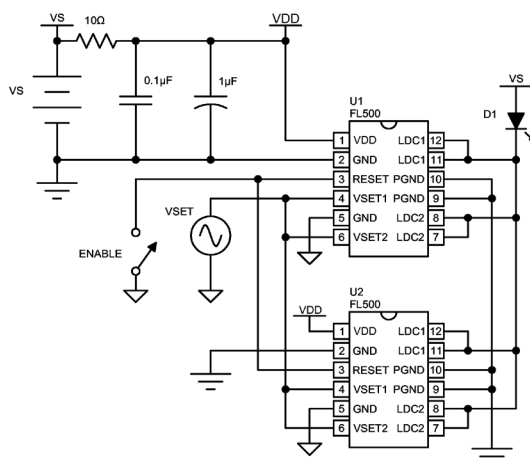 VS
10Ω
VDD
VS
0.1µF
1µF
VS
D1
U1
FL500
1 VDD LDC1 12
2 GND LDC1 11
3 RESET PGND 10
4 VSET1 PGND 9
5 GND LDC2 8
6 VSET2 LDC2 7
VSET
ENABLE
U2
FL500
VDD
1 VDD LDC1 12
2 GND LDC1 11
3 RESET PGND 10
4 VSET1 PGND 9
5 GND LDC2 8
6 VSET2 LDC2 7